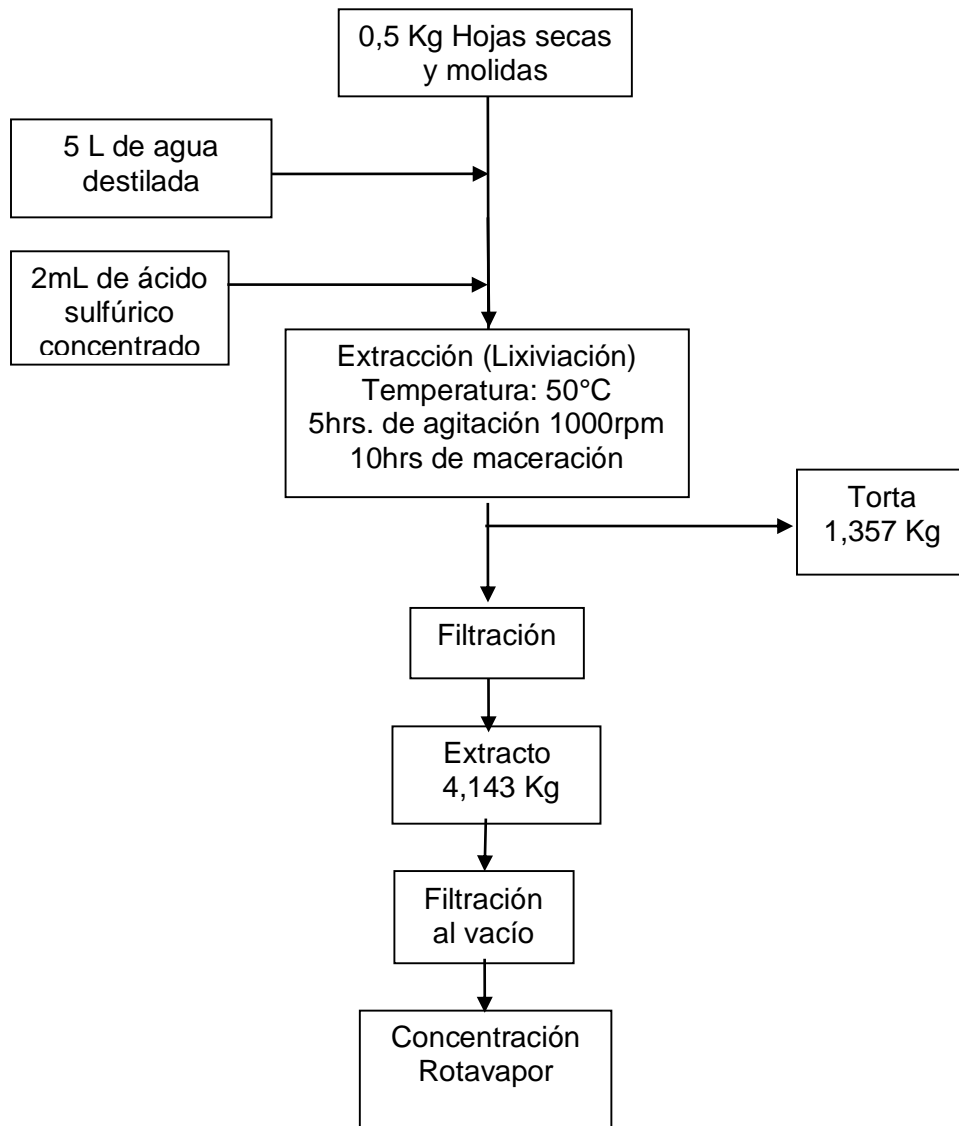 0,5 Kg Hojas secas
y molidas
5 L de agua
destilada
2mL de ácido
sulfúrico
concentrado
Extracción (Lixiviación)
Temperatura: 50°C
5hrs. de agitación 1000rpm
10hrs de maceración
Torta
1,357 Kg
Filtración
Extracto
4,143 Kg
Filtración
al vacío
Concentración
Rotavapor